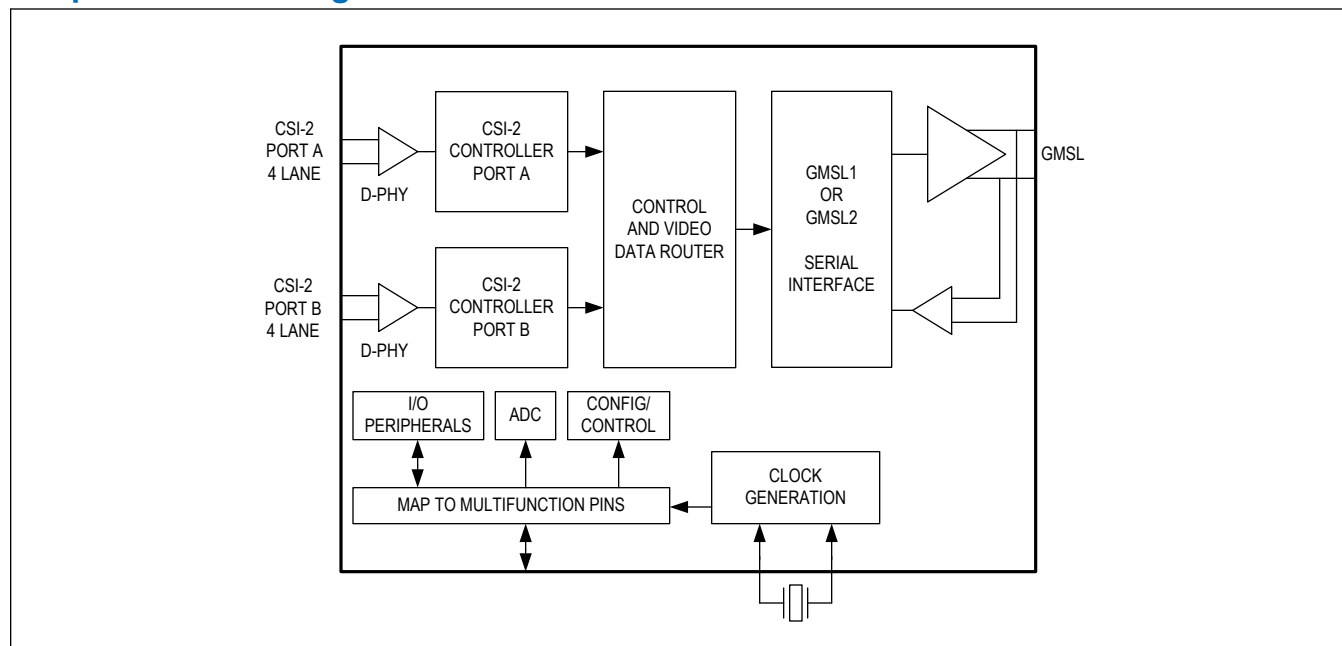 CSI-2
PORT A
4 LANE
D-PHY
CSI-2
CONTROLLER
PORT A
CONTROL
AND VIDEO
DATA ROUTER
GMSL1
OR
GMSL2
SERIAL
INTERFACE
GMSL
CSI-2
PORT B
4 LANE
D-PHY
CSI-2
CONTROLLER
PORT B
I/O
PERIPHERALS
ADC
CONFIG/
CONTROL
MAP TO MULTIFUNCTION PINS
CLOCK
GENERATION